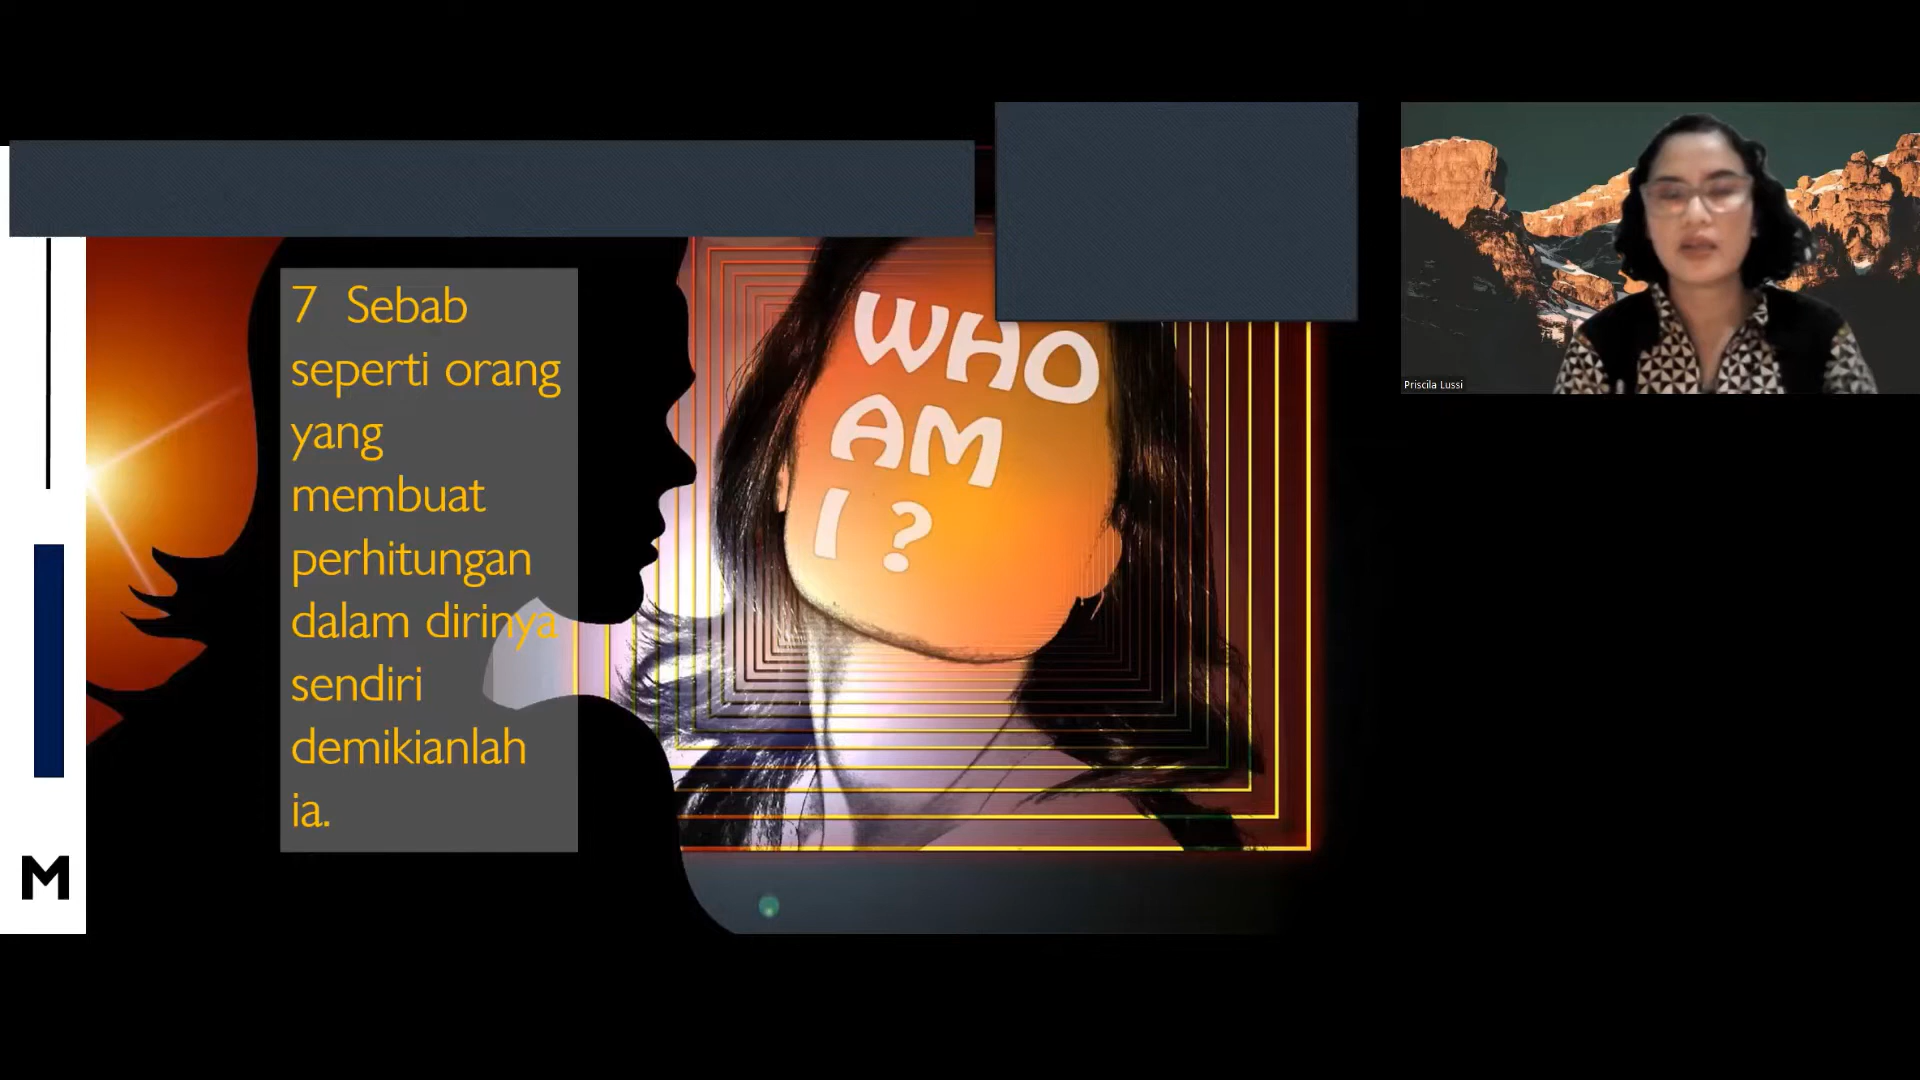 7 Sebab
seperti orang
yang
membuat
perhitungan
dalam dirinya
sendiri
demikianlah
ia.
WHO
AM
I ?
Priscila Lussi
M